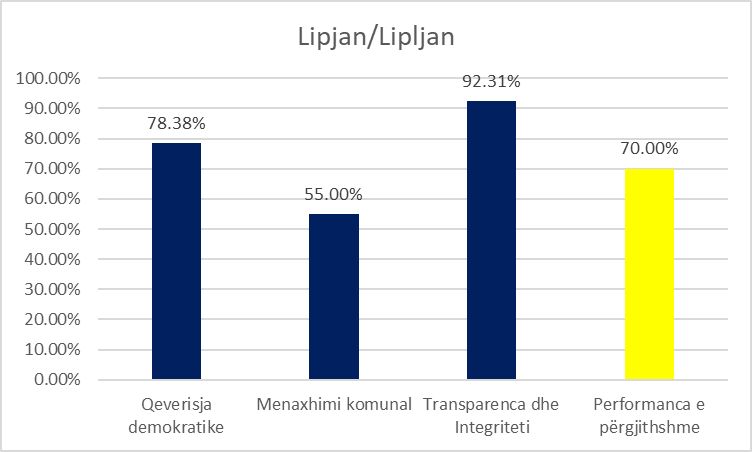 Lipjan/Lipljan
100.00%
90.00%
80.00%
70.00%
60.00%
50.00%
40.00%
30.00%
20.00%
10.00%
0.00%
78.38%
55.00%
92.31%
70.00%
Qeverisja
demokratike
Menaxhimi komunal
Transparenca dhe
Integriteti
Performanca e
përgjithshme